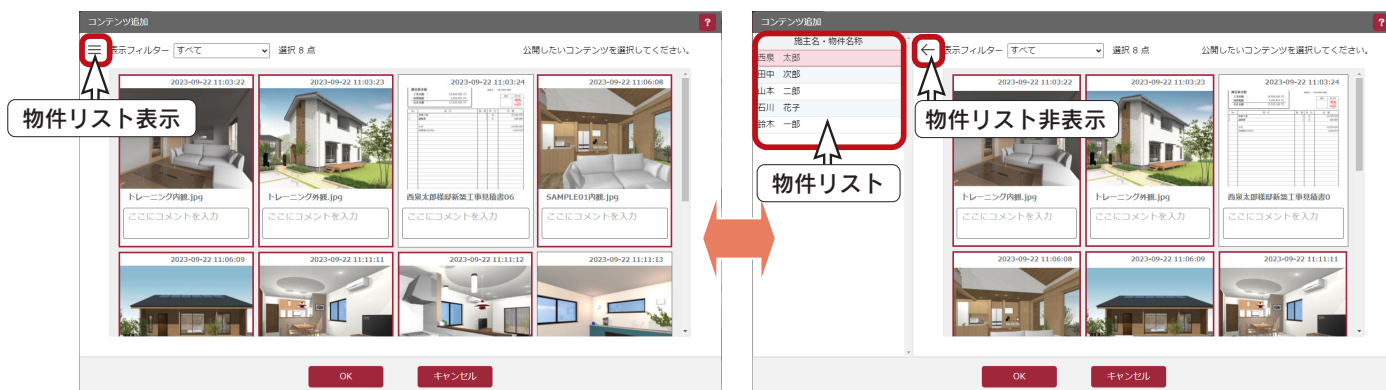 コンテンツ追加
?
表示フィルター すべて 選択 8 点 公開したいコンテンツを選択してください。
物件リスト表示
2023-09-22 11:03:22
2023-09-22 11:03:23
2023-09-22 11:03:24
2023-09-22 11:06:08
トレーニング内観.jpg
トレーニング外観.jpg
西泉太郎様邸新築工事見積書06
SAMPLE01内観.jpg
ここにコメントを入力
ここにコメントを入力
ここにコメントを入力
ここにコメントを入力
2023-09-22 11:06:09
2023-09-22 11:11:11
2023-09-22 11:11:12
2023-09-22 11:11:13
OK キャンセル
コンテンツ追加
?
施主名・物件名称
西泉 太郎
田中 次郎
山本 二郎
石川 花子
鈴木 一郎
物件リスト
表示フィルター すべて 選択 8 点 公開したいコンテンツを選択してください。
物件リスト非表示
2023-09-22 11:03:22
2023-09-22 11:03:23
2023-09-22 11:03:24
トレーニング内観.jpg
トレーニング外観.jpg
西泉太郎様邸新築工事見積書0
ここにコメントを入力
ここにコメントを入力
ここにコメントを入力
2023-09-22 11:06:08
2023-09-22 11:06:09
2023-09-22 11:11:11
OK キャンセル